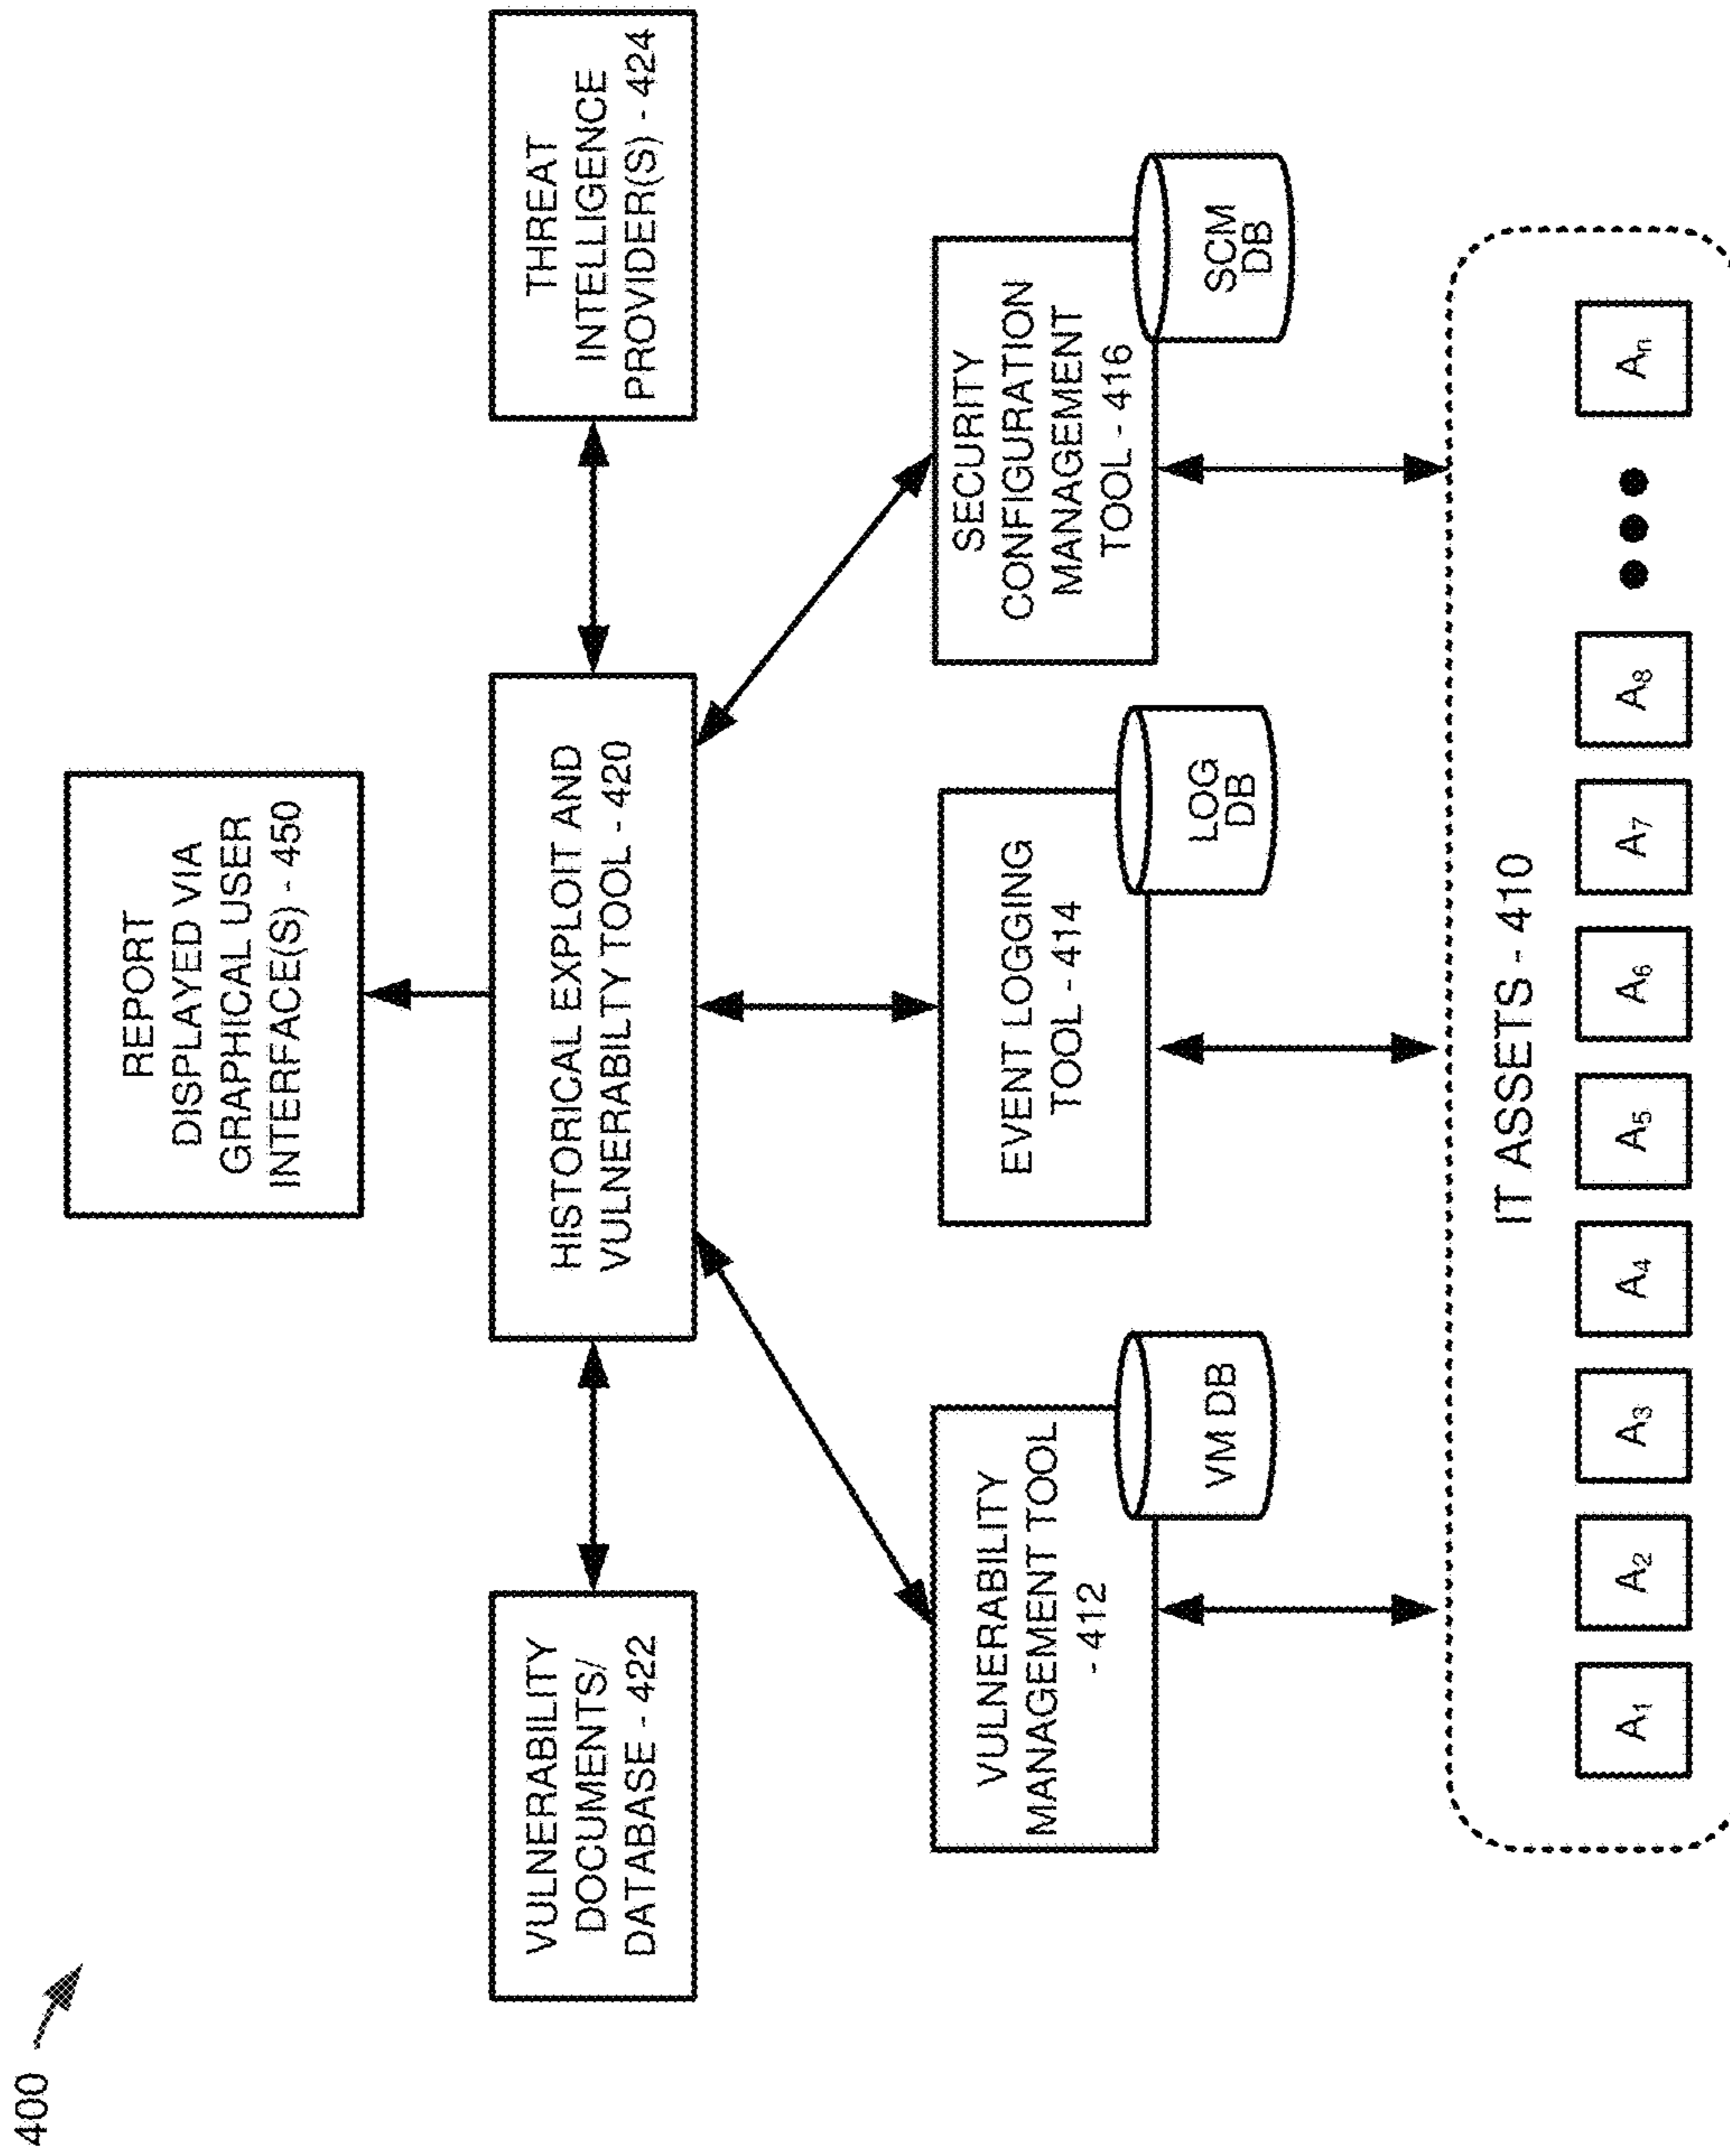 400
REPORT
DISPLAYED VIA
GRAPHICAL USER
INTERFACE(S) - 450
VULNERABILITY
DOCUMENTS/
DATABASE - 422
HISTORICAL EXPLOIT AND
VULNERABILITY TOOL - 420
THREAT
INTELLIGENCE
PROVIDER(S) - 424
VULNERABILITY
MANAGEMENT TOOL
- 412
VM DB
EVENT LOGGING
TOOL - 414
LOG
DB
SECURITY
CONFIGURATION
MANAGEMENT
TOOL - 416
SCM
DB
IT ASSETS - 410
A₁ A₂ A₃ A₄ A₅ A₆ A₇ A₈ Aₙ